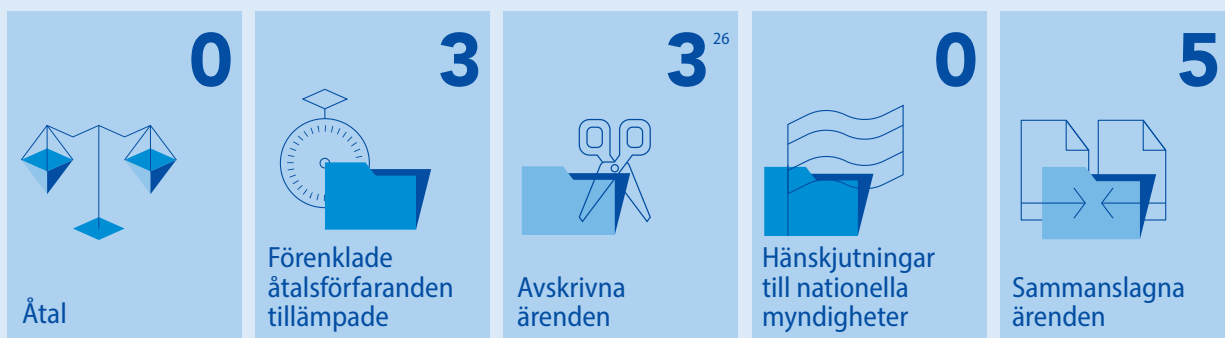 0
Åtal
3
Förenklade
åtalsförfaranden
tillämpade
3 26
Avskrivna
ärenden
0
Hänskjutningar
till nationella
myndigheter
5
Sammanslagna
ärenden